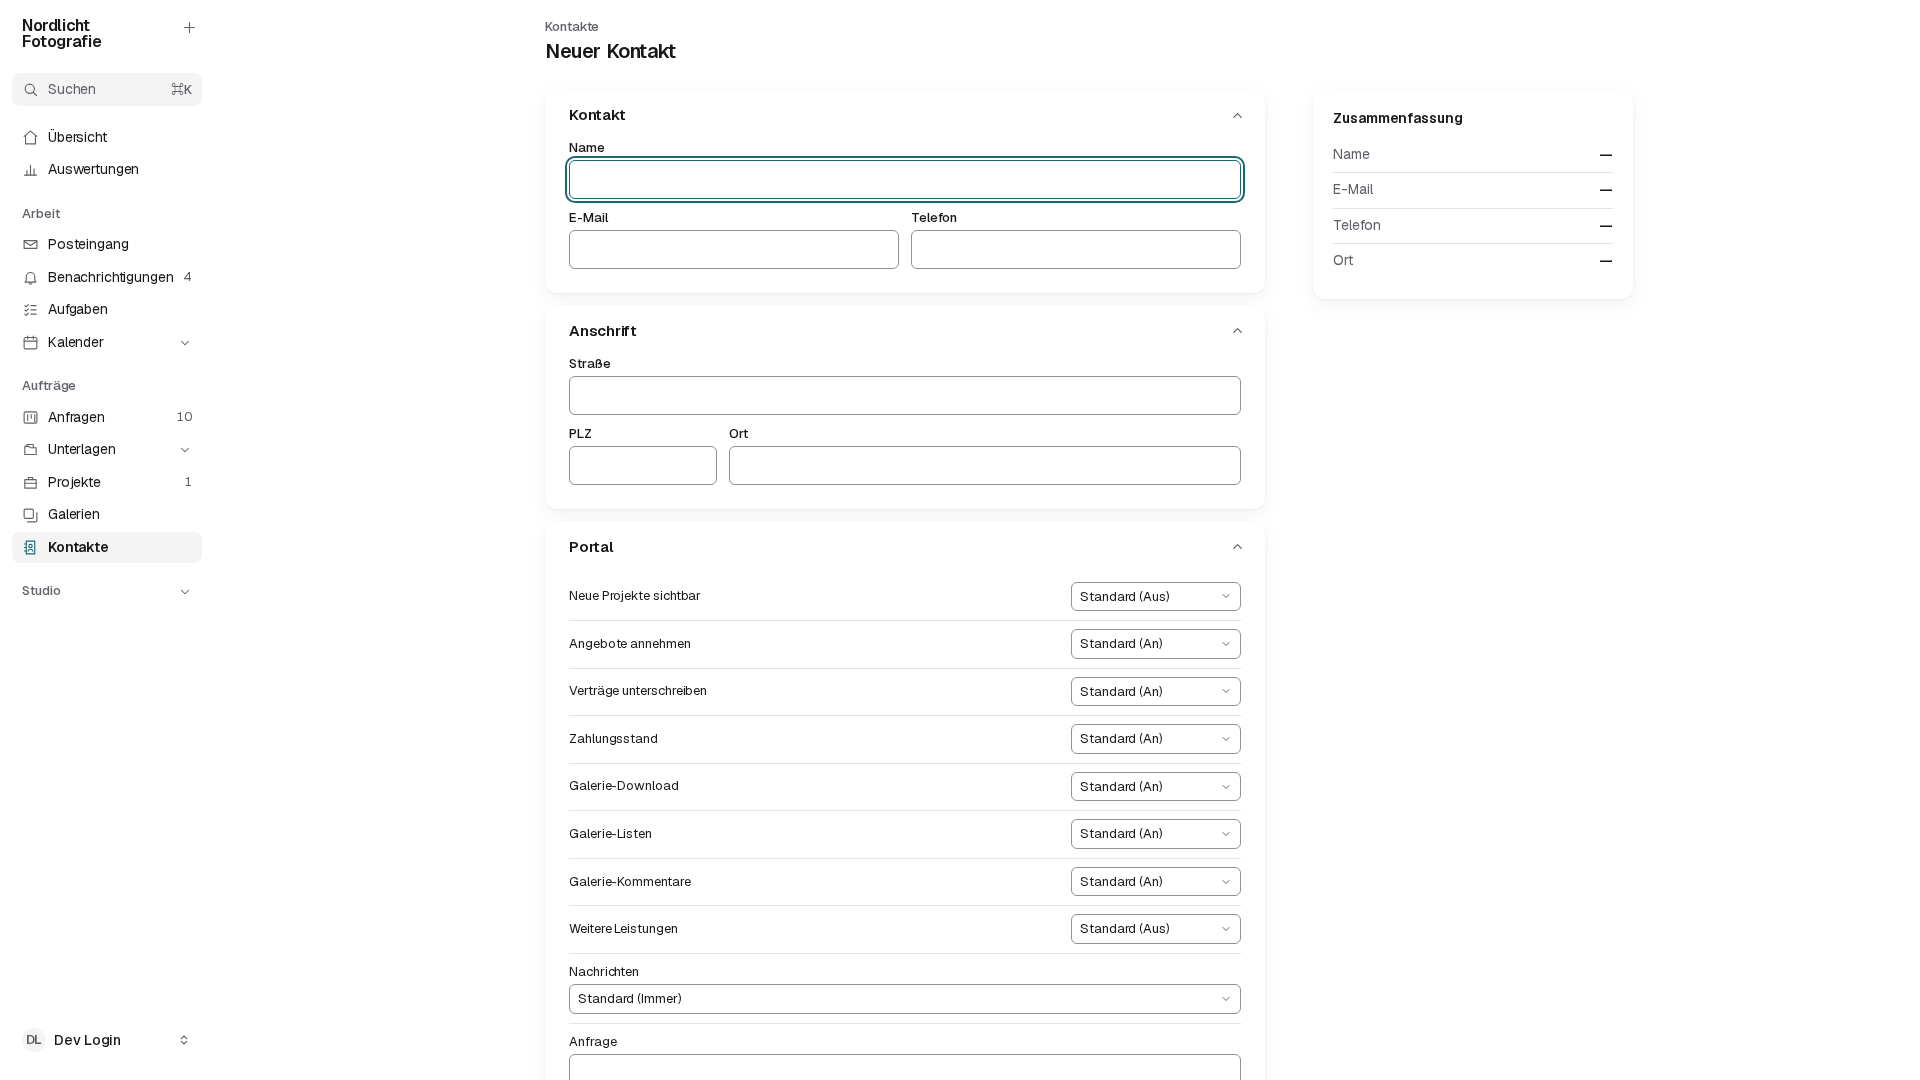 Nordlicht
Fotografie
Suchen ⌘K
Übersicht
Auswertungen
Arbeit
Posteingang
Benachrichtigungen 4
Aufgaben
Kalender
Aufträge
Anfragen 10
Unterlagen
Projekte 1
Galerien
Kontakte
Studio
DL Dev Login
Kontakte
Neuer Kontakt
Kontakt
Name
E-Mail Telefon
Anschrift
Straße
PLZ Ort
Portal
Neue Projekte sichtbar Standard (Aus)
Angebote annehmen Standard (An)
Verträge unterschreiben Standard (An)
Zahlungsstand Standard (An)
Galerie-Download Standard (An)
Galerie-Listen Standard (An)
Galerie-Kommentare Standard (An)
Weitere Leistungen Standard (Aus)
Nachrichten
Standard (Immer)
Anfrage
Zusammenfassung
Name —
E-Mail —
Telefon —
Ort —